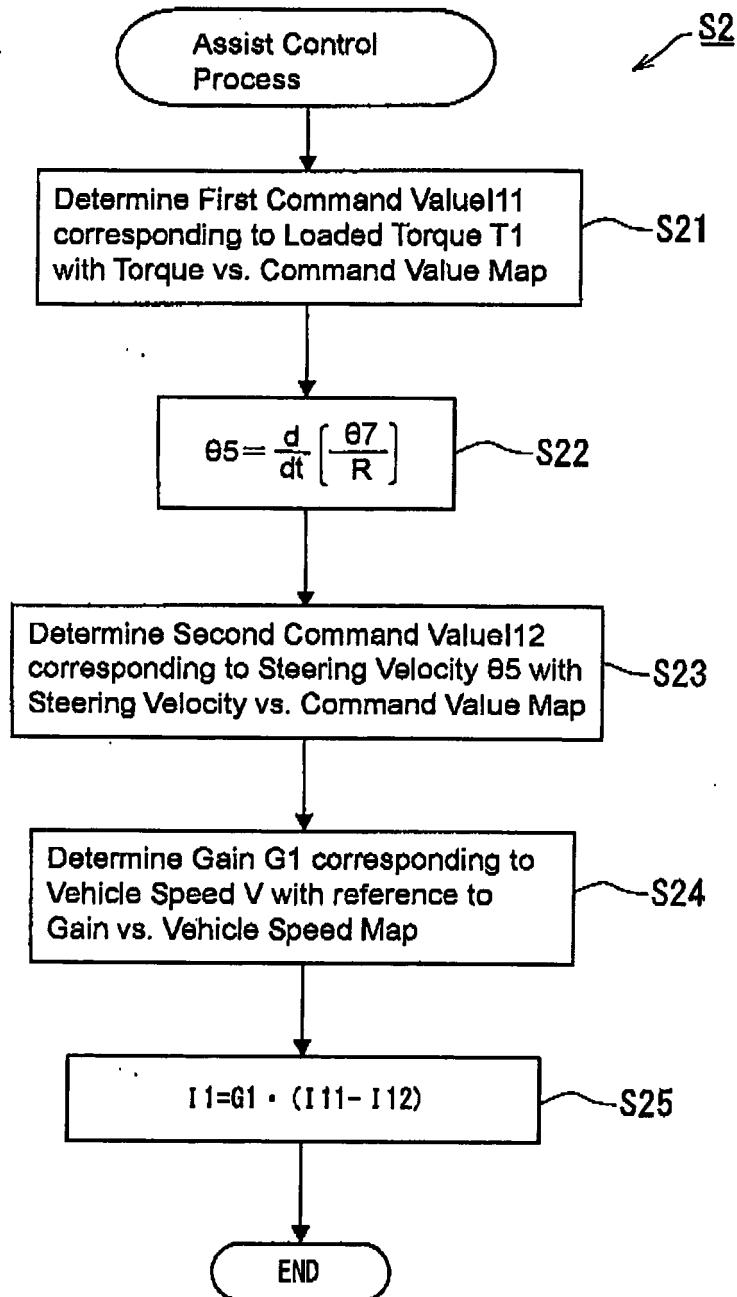 S2
Assist Control
Process
Determine First Command ValueI11
corresponding to Loaded Torque T1
with Torque vs. Command Value Map
S21
θ5=d/dt[θ7/R]
S22
Determine Second Command ValueI12
corresponding to Steering Velocity θ5 with
Steering Velocity vs. Command Value Map
S23
Determine Gain G1 corresponding to
Vehicle Speed V with reference to
Gain vs. Vehicle Speed Map
S24
I1=G1・(I11-I12)
S25
END